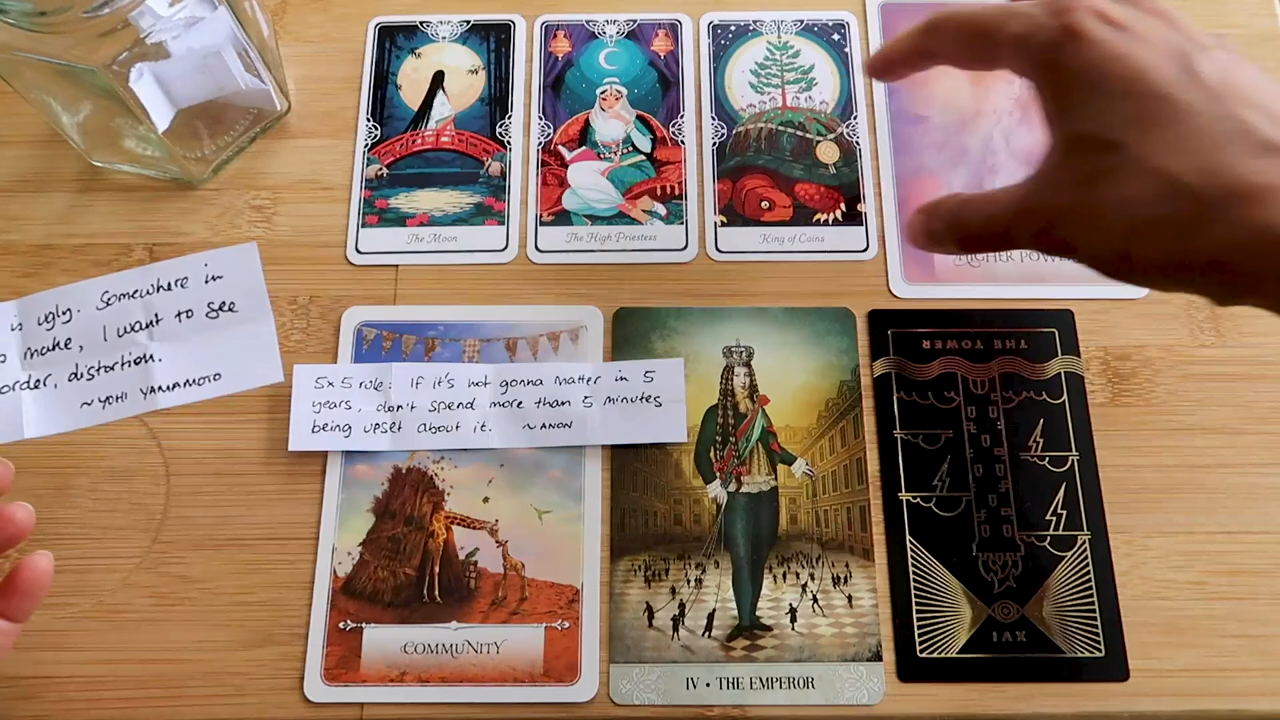 The Moon
The High Priestess
King of Coins
HIGHER POWER
is ugly. Somewhere in
make, I want to see
order, distortion.
~ YOHJI YAMAMOTO
5x5 rule: If it's not gonna matter in 5
years, don't spend more than 5 minutes
being upset about it. ~ ANON
COMMUNITY
IV • THE EMPEROR
THE TOWER
XVI